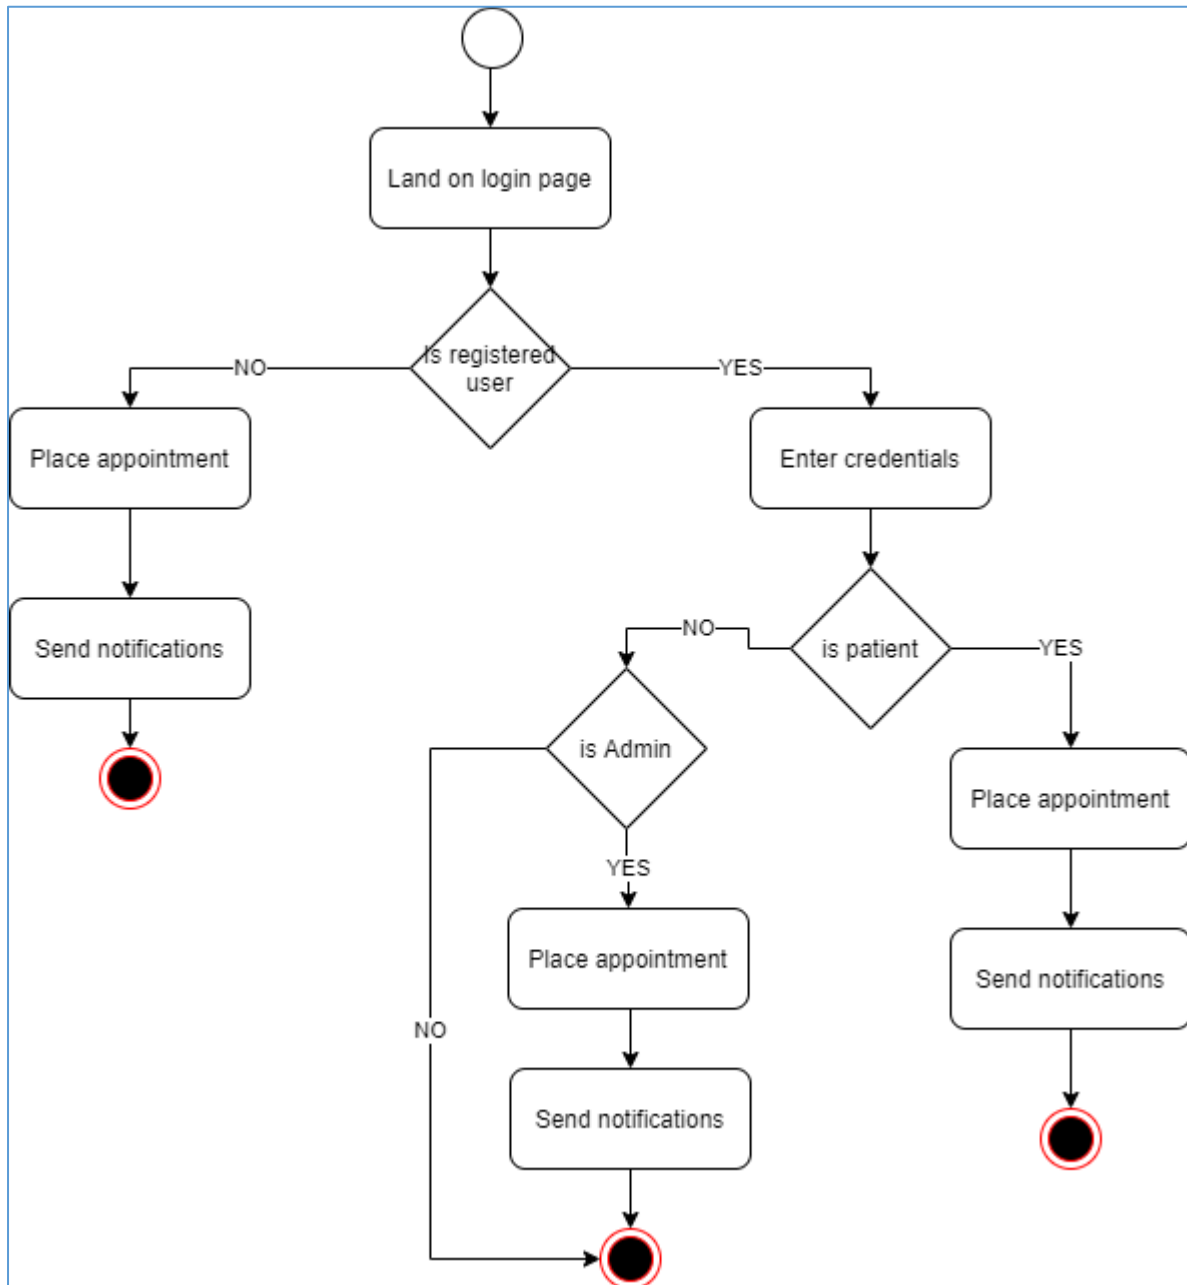 Land on login page
Is registered
user
NO
YES
Place appointment
Enter credentials
Send notifications
is patient
NO
YES
is Admin
Place appointment
YES
Place appointment
Send notifications
NO
Send notifications